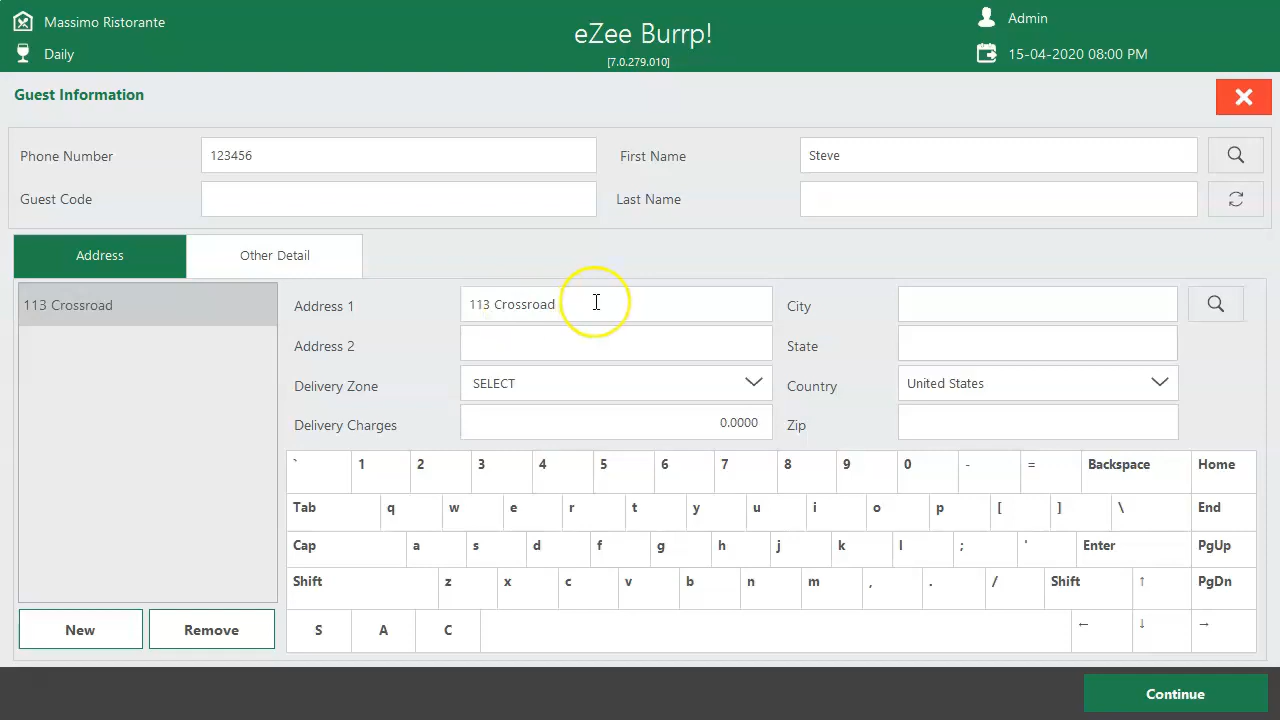 Massimo Ristorante
Daily
eZee Burrp!
[7.0.279.010]
Admin
15-04-2020 08:00 PM
Guest Information
Phone Number 123456 First Name Steve
Guest Code Last Name
Address Other Detail
113 Crossroad
Address 1 113 Crossroad City
Address 2 State
Delivery Zone SELECT Country United States
Delivery Charges 0.0000 Zip
` 1 2 3 4 5 6 7 8 9 0 - = Backspace Home
Tab q w e r t y u i o p [ ] \ End
Cap a s d f g h j k l ; ' Enter PgUp
Shift z x c v b n m , . / Shift ↑ PgDn
S A C ← ↓ →
New Remove
Continue